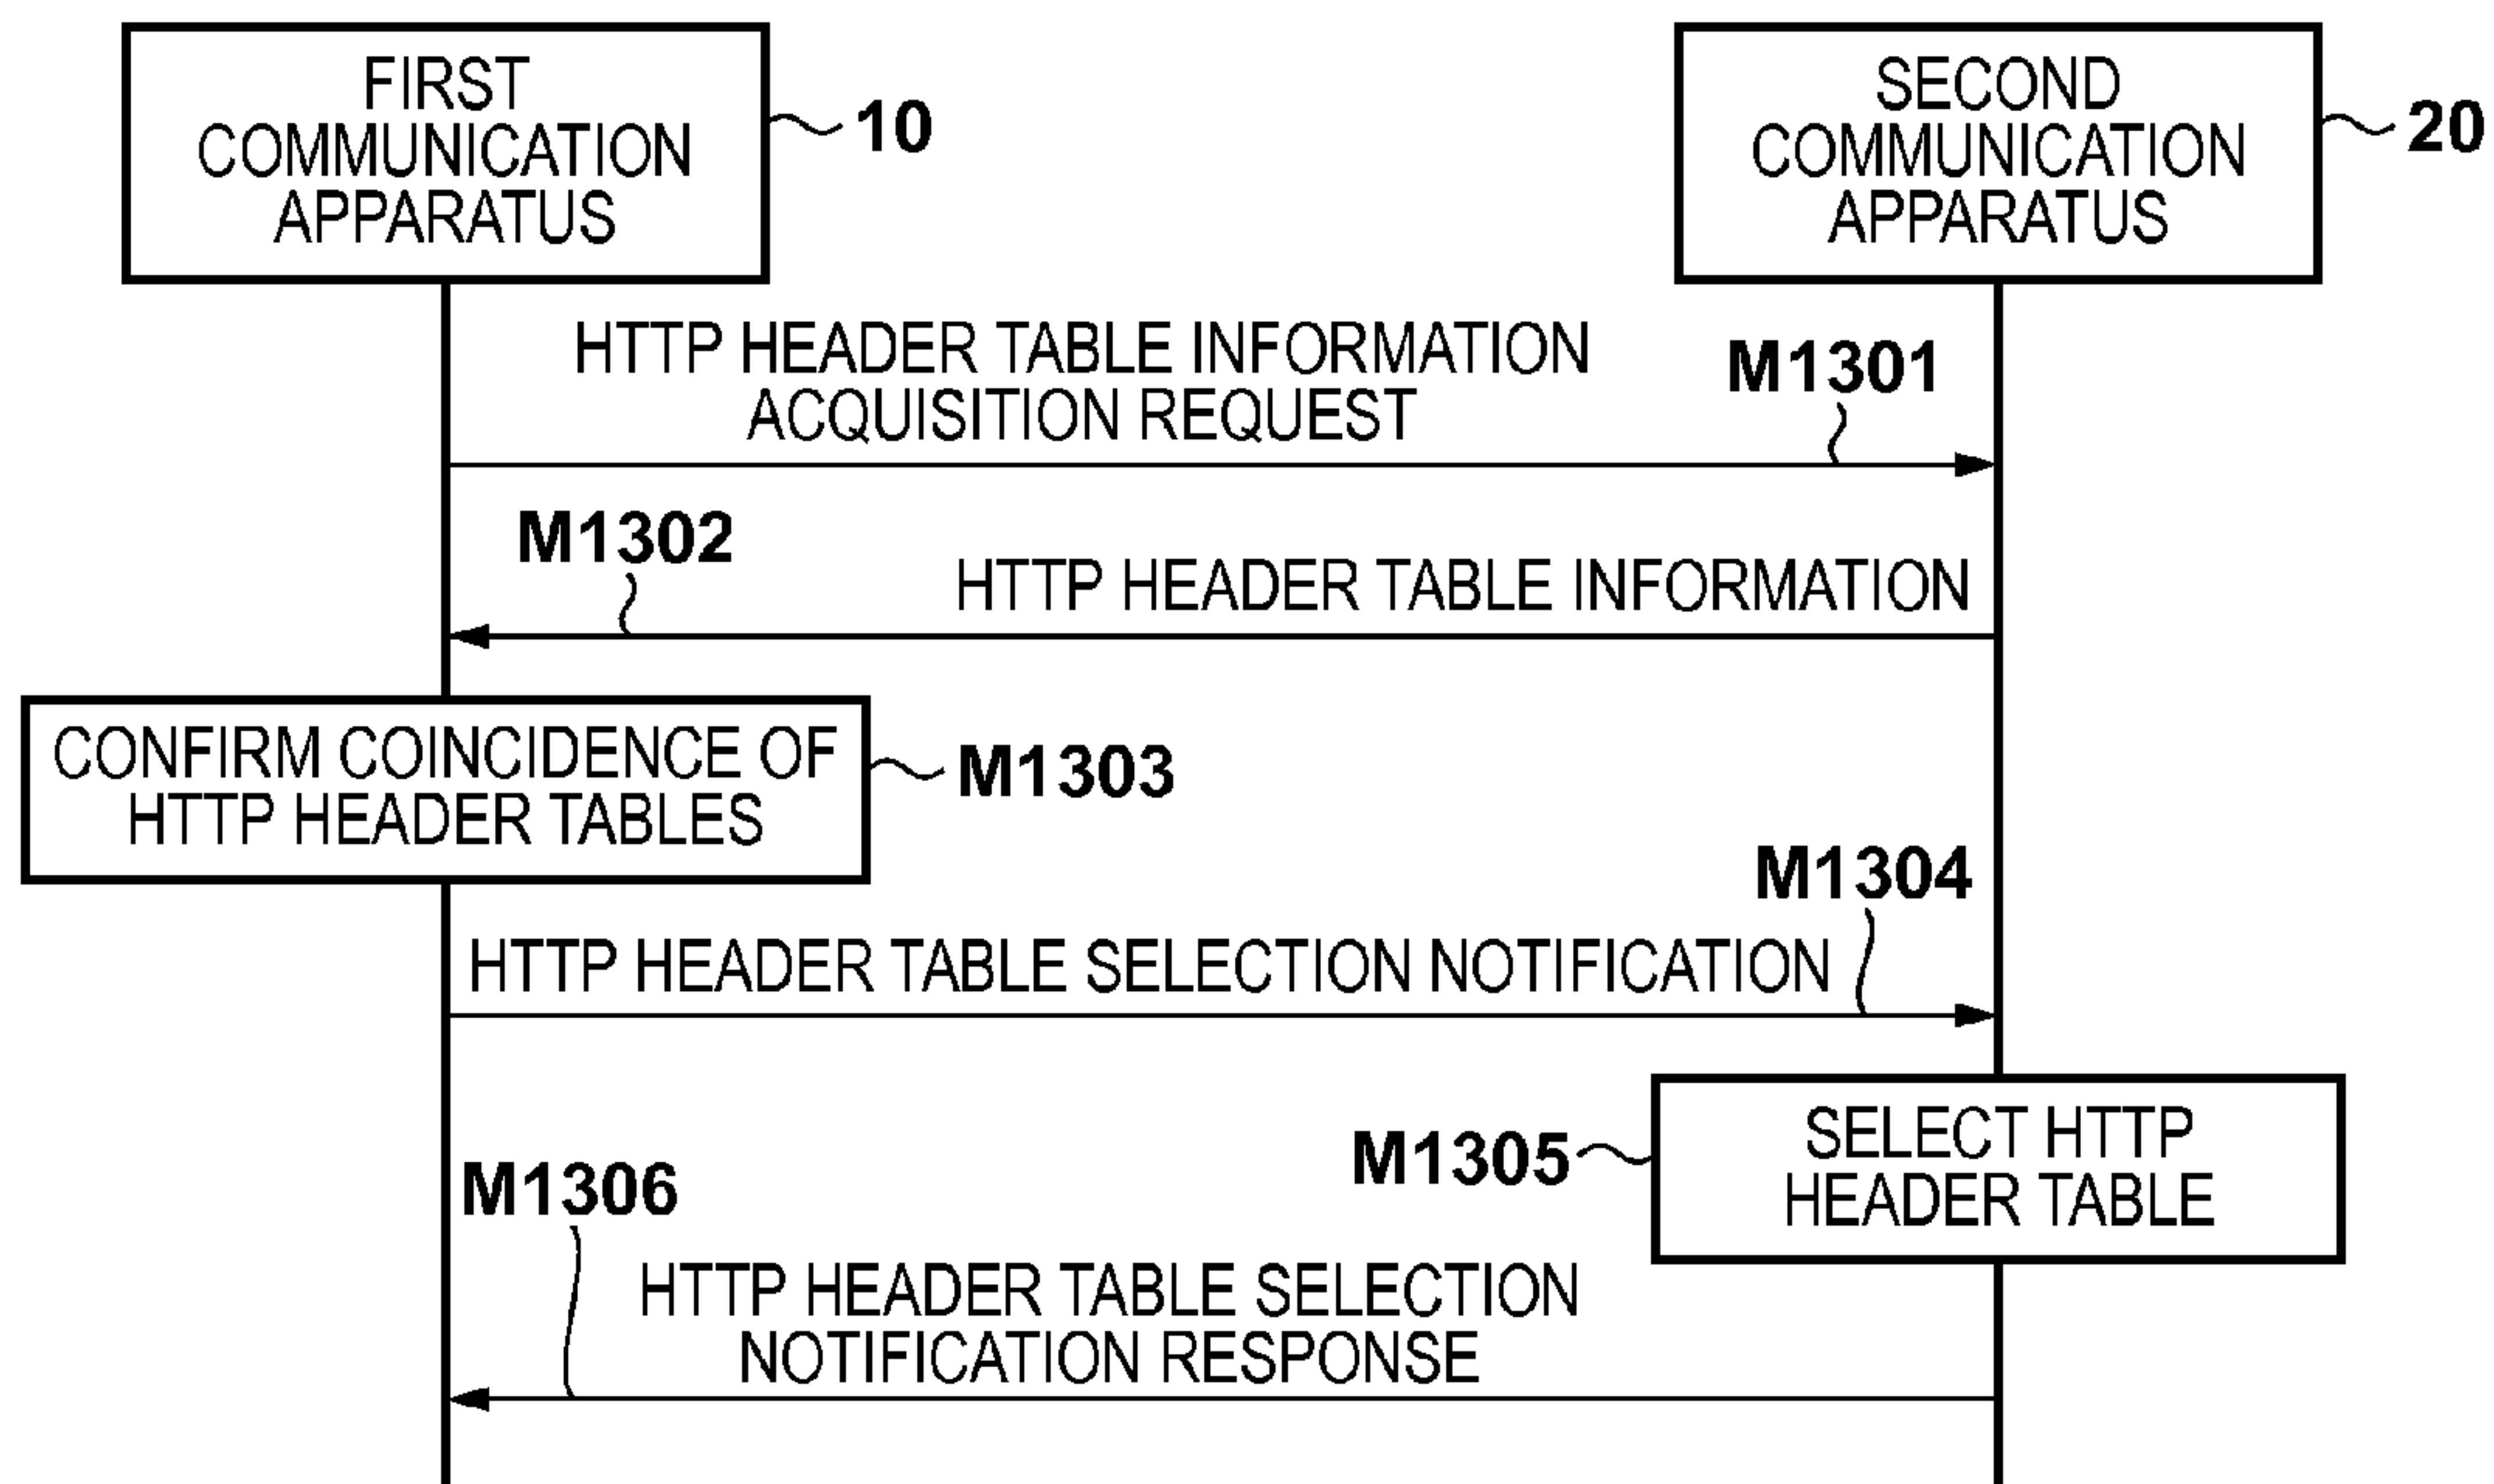 FIRST
COMMUNICATION
APPARATUS
10
SECOND
COMMUNICATION
APPARATUS
20
HTTP HEADER TABLE INFORMATION
ACQUISITION REQUEST
M1301
M1302
HTTP HEADER TABLE INFORMATION
CONFIRM COINCIDENCE OF
HTTP HEADER TABLES
M1303
M1304
HTTP HEADER TABLE SELECTION NOTIFICATION
M1305
SELECT HTTP
HEADER TABLE
M1306
HTTP HEADER TABLE SELECTION
NOTIFICATION RESPONSE